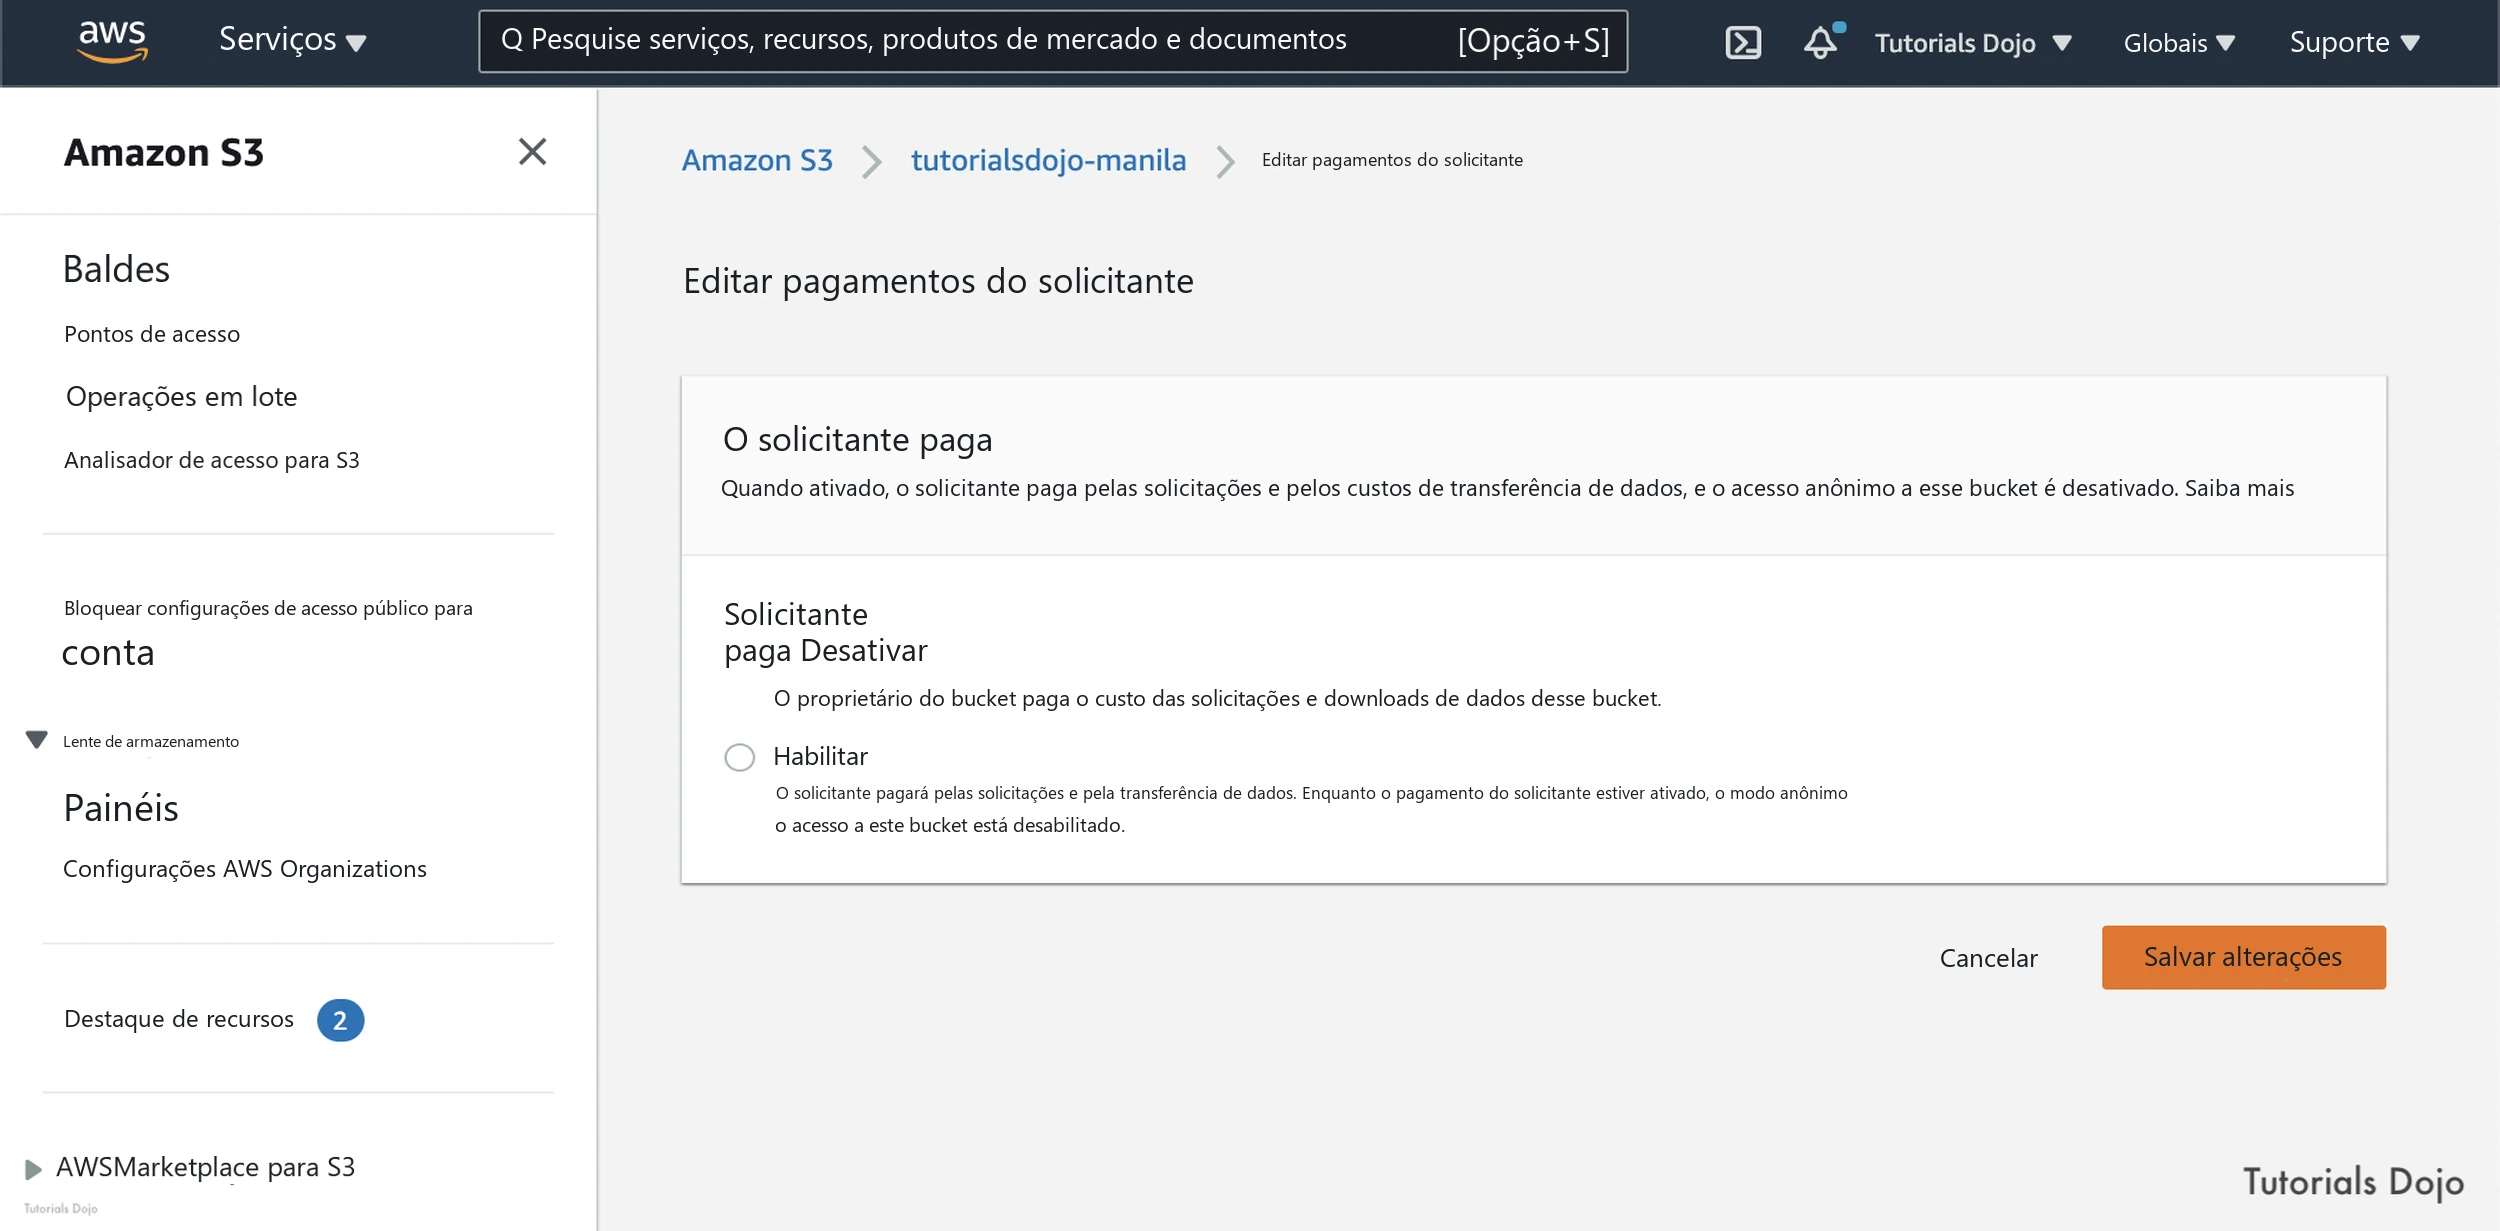 aws
Serviços
Q Pesquise serviços, recursos, produtos de mercado e documentos
[Opção+S]
Tutorials Dojo
Globais
Suporte
Amazon S3
Baldes
Pontos de acesso
Operações em lote
Analisador de acesso para S3
Bloquear configurações de acesso público para
conta
Lente de armazenamento
Painéis
Configurações AWS Organizations
Destaque de recursos 2
AWSMarketplace para S3
Tutorials Dojo
Amazon S3
tutorialsdojo-manila
Editar pagamentos do solicitante
Editar pagamentos do solicitante
O solicitante paga
Quando ativado, o solicitante paga pelas solicitações e pelos custos de transferência de dados, e o acesso anônimo a esse bucket é desativado. Saiba mais
Solicitante
paga Desativar
O proprietário do bucket paga o custo das solicitações e downloads de dados desse bucket.
Habilitar
O solicitante pagará pelas solicitações e pela transferência de dados. Enquanto o pagamento do solicitante estiver ativado, o modo anônimo
o acesso a este bucket está desabilitado.
Cancelar
Salvar alterações
Tutorials Dojo